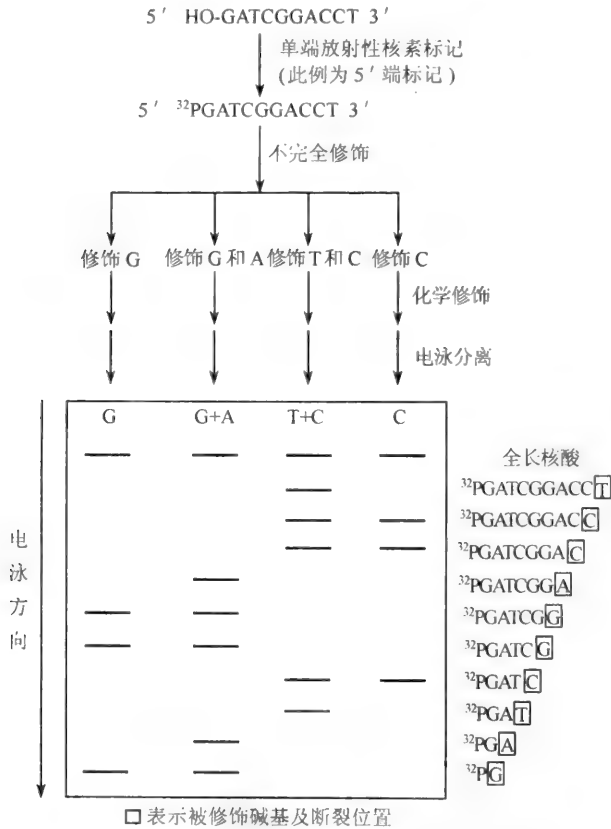 5′ HO-GATCGGACCT 3′
单端放射性核素标记
(此例为5′端标记)
5′ ³²PGATCGGACCT 3′
不完全修饰
修饰G 修饰G和A 修饰T和C 修饰C
化学修饰
电泳分离
G G+A T+C C
电泳方向
全长核酸
³²PGATCGGACCT
³²PGATCGGACC
³²PGATCGGAC
³²PGATCGGA
³²PGATCGG
³²PGATCG
³²PGATC
³²PGAT
³²PGA
³²PG
□表示被修饰碱基及断裂位置